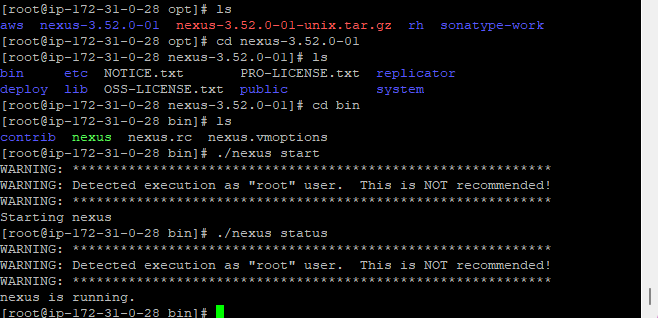 [root@ip-172-31-0-28 opt]# ls
aws  nexus-3.52.0-01  nexus-3.52.0-01-unix.tar.gz  rh  sonatype-work
[root@ip-172-31-0-28 opt]# cd nexus-3.52.0-01
[root@ip-172-31-0-28 nexus-3.52.0-01]# ls
bin     etc  NOTICE.txt       PRO-LICENSE.txt  replicator
deploy  lib  OSS-LICENSE.txt  public           system
[root@ip-172-31-0-28 nexus-3.52.0-01]# cd bin
[root@ip-172-31-0-28 bin]# ls
contrib  nexus  nexus.rc  nexus.vmoptions
[root@ip-172-31-0-28 bin]# ./nexus start
WARNING: ************************************************************
WARNING: Detected execution as "root" user.  This is NOT recommended!
WARNING: ************************************************************
Starting nexus
[root@ip-172-31-0-28 bin]# ./nexus status
WARNING: ************************************************************
WARNING: Detected execution as "root" user.  This is NOT recommended!
WARNING: ************************************************************
nexus is running.
[root@ip-172-31-0-28 bin]#